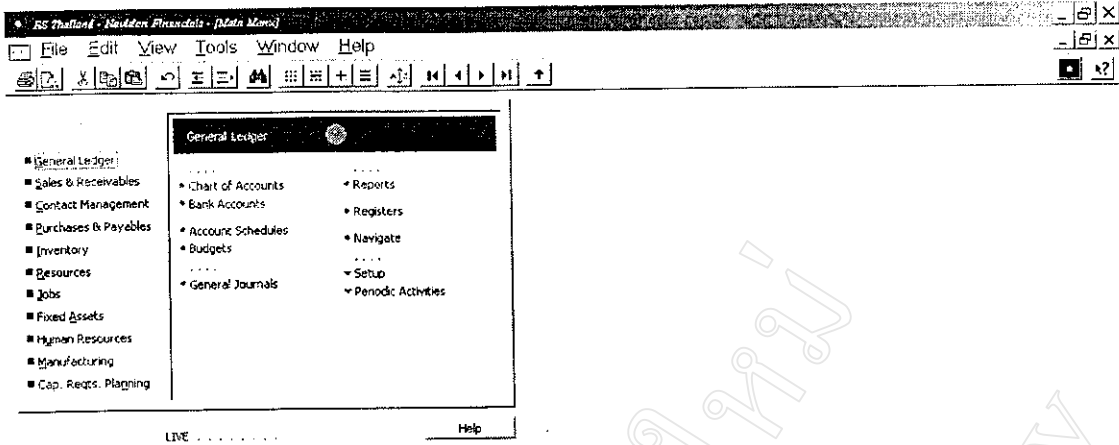 RS Thailand - Navision Financials - [Main Menu]
File Edit View Tools Window Help
General Ledger
Sales & Receivables
Contact Management
Purchases & Payables
Inventory
Resources
Jobs
Fixed Assets
Human Resources
Manufacturing
Cap. Reqts. Planning
General Ledger
. . . .
Chart of Accounts
Bank Accounts
Account Schedules
Budgets
. . . .
General Journals
. . . .
Reports
Registers
Navigate
. . . .
Setup
Periodic Activities
LIVE . . . . . . . .
Help